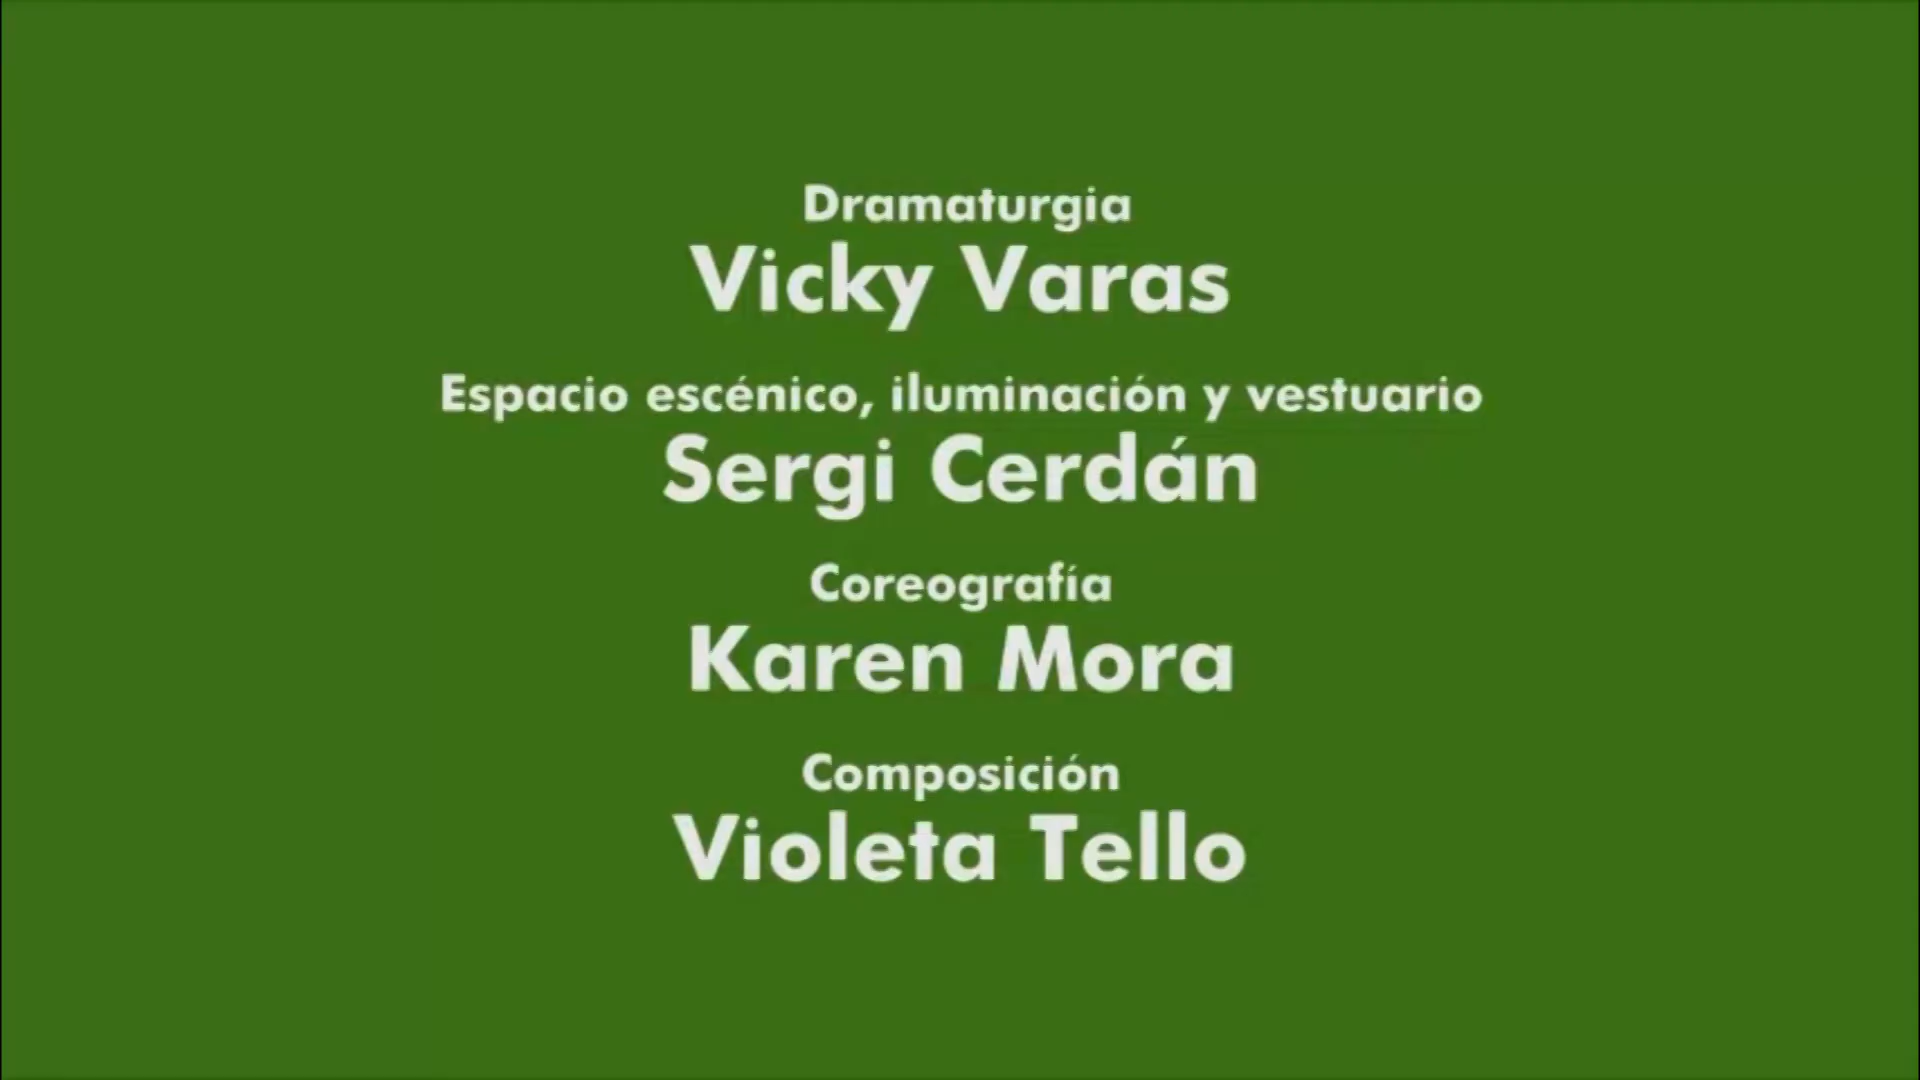 Dramaturgia
Vicky Varas
Espacio escénico, iluminación y vestuario
Sergi Cerdán
Coreografía
Karen Mora
Composición
Violeta Tello